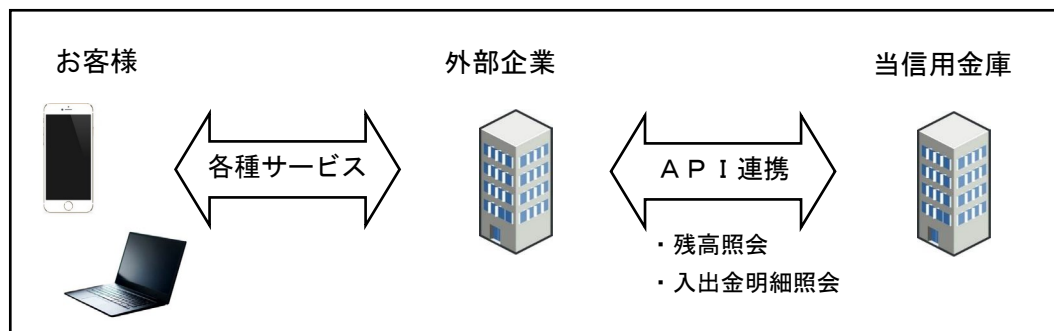 お客様
外部企業
当信用金庫
各種サービス
ＡＰＩ連携
・残高照会
・入出金明細照会